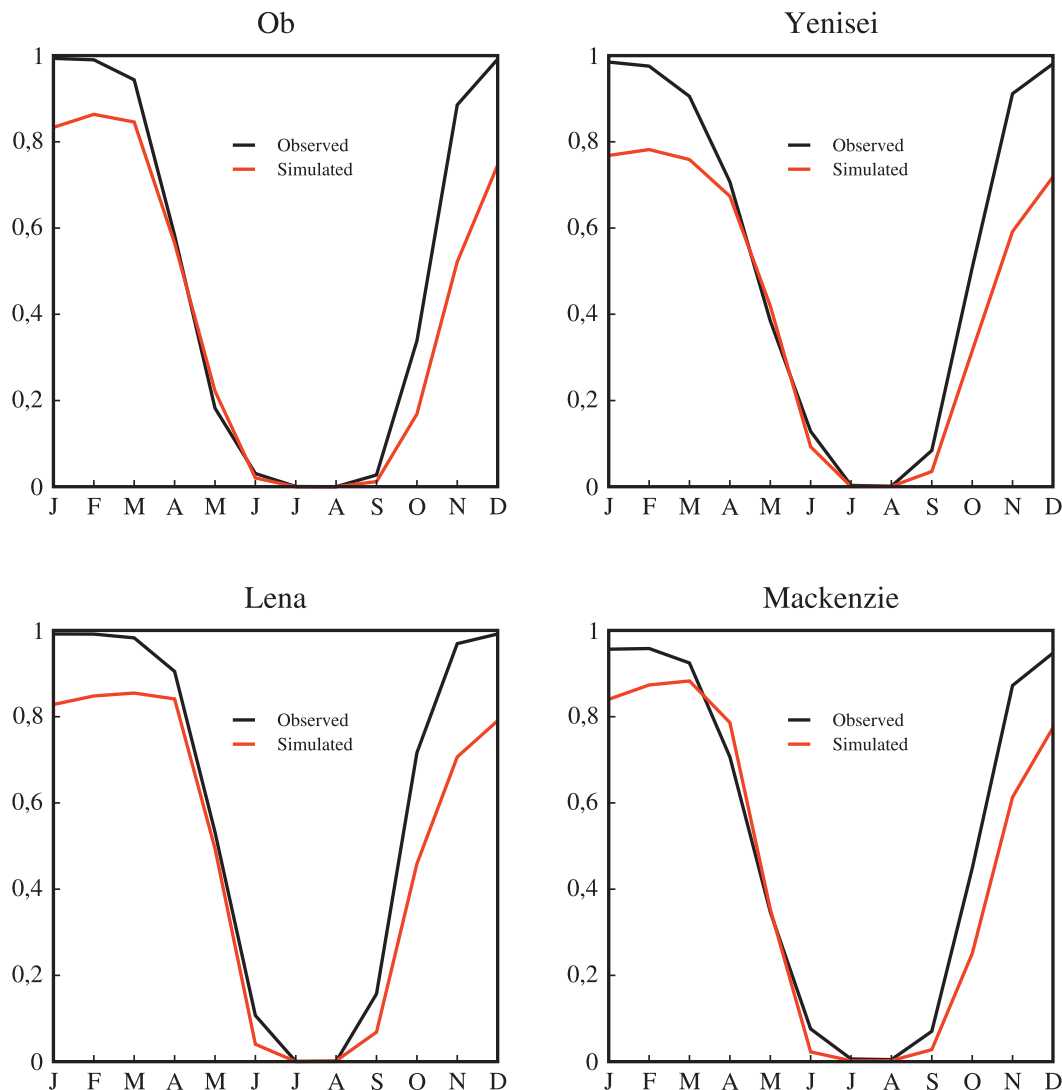 Ob
1
0,8
0,6
0,4
0,2
0
Observed
Simulated
J F M A M J J A S O N D
Yenisei
1
0,8
0,6
0,4
0,2
0
Observed
Simulated
J F M A M J J A S O N D
Lena
1
0,8
0,6
0,4
0,2
0
Observed
Simulated
J F M A M J J A S O N D
Mackenzie
1
0,8
0,6
0,4
0,2
0
Observed
Simulated
J F M A M J J A S O N D